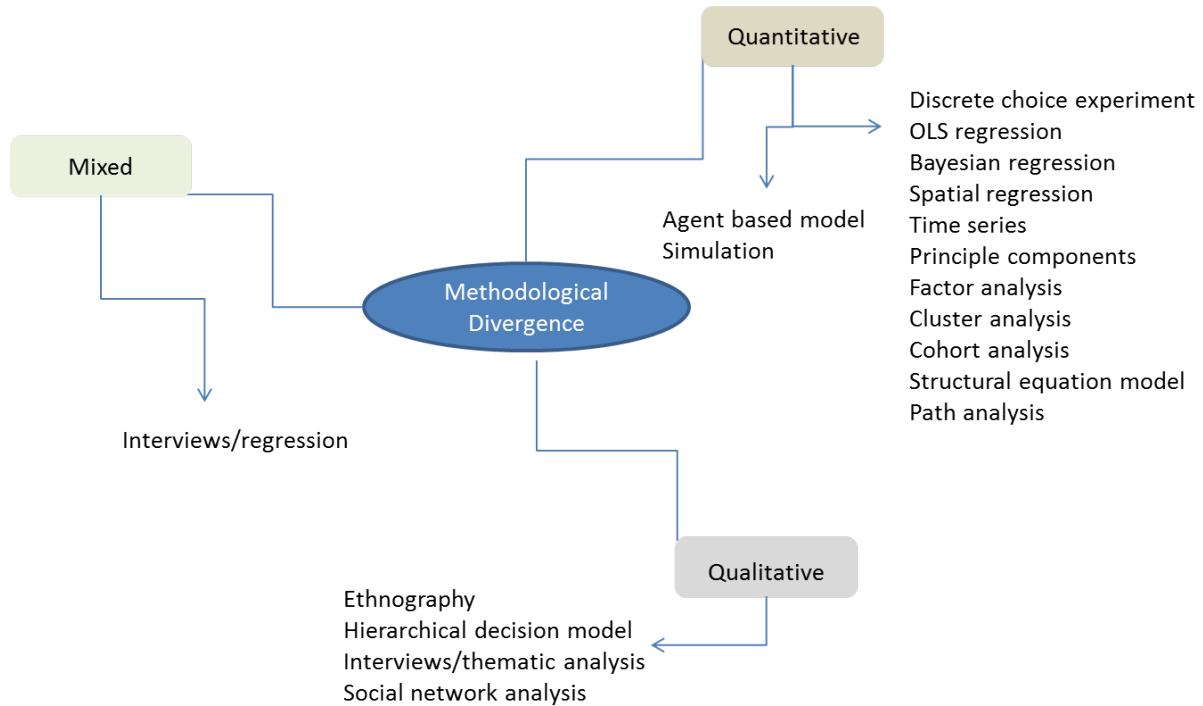 Quantitative
Discrete choice experiment
OLS regression
Bayesian regression
Spatial regression
Time series
Principle components
Factor analysis
Cluster analysis
Cohort analysis
Structural equation model
Path analysis
Agent based model
Simulation
Mixed
Interviews/regression
Methodological
Divergence
Qualitative
Ethnography
Hierarchical decision model
Interviews/thematic analysis
Social network analysis